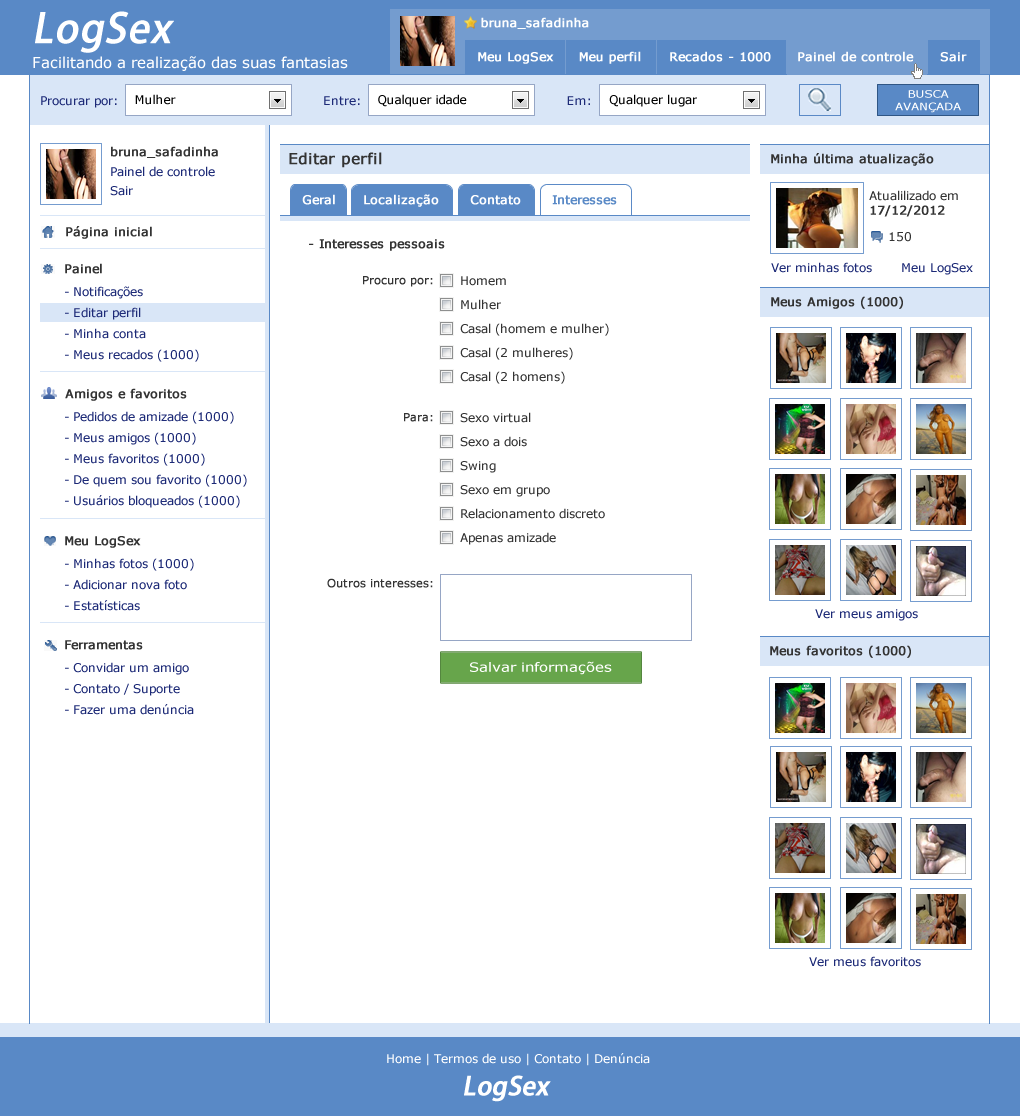 LogSex
Facilitando a realização das suas fantasias
bruna_safadinha
Meu LogSex
Meu perfil
Recados - 1000
Painel de controle
Sair
Procurar por:
Mulher
Entre:
Qualquer idade
Em:
Qualquer lugar
BUSCA
AVANÇADA
bruna_safadinha
Painel de controle
Sair
Página inicial
Painel
- Notificações
- Editar perfil
- Minha conta
- Meus recados (1000)
Amigos e favoritos
- Pedidos de amizade (1000)
- Meus amigos (1000)
- Meus favoritos (1000)
- De quem sou favorito (1000)
- Usuários bloqueados (1000)
Meu LogSex
- Minhas fotos (1000)
- Adicionar nova foto
- Estatísticas
Ferramentas
- Convidar um amigo
- Contato / Suporte
- Fazer uma denúncia
Editar perfil
Geral
Localização
Contato
Interesses
- Interesses pessoais
Procuro por:
Homem
Mulher
Casal (homem e mulher)
Casal (2 mulheres)
Casal (2 homens)
Para:
Sexo virtual
Sexo a dois
Swing
Sexo em grupo
Relacionamento discreto
Apenas amizade
Outros interesses:
Salvar informações
Minha última atualização
Atualilizado em
17/12/2012
150
Ver minhas fotos
Meu LogSex
Meus Amigos (1000)
Ver meus amigos
Meus favoritos (1000)
Ver meus favoritos
Home | Termos de uso | Contato | Denúncia
LogSex